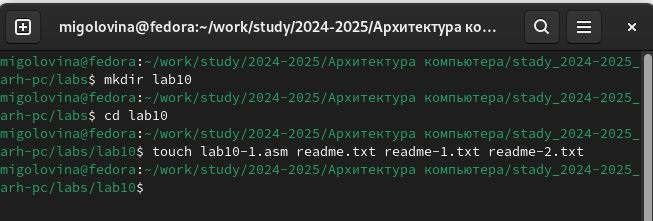 migolovina@fedora:~/work/study/2024-2025/Архитектура ко...
migolovina@fedora:~/work/study/2024-2025/Архитектура компьютера/stady_2024-2025_
arh-pc/labs$ mkdir lab10
migolovina@fedora:~/work/study/2024-2025/Архитектура компьютера/stady_2024-2025_
arh-pc/labs$ cd lab10
migolovina@fedora:~/work/study/2024-2025/Архитектура компьютера/stady_2024-2025_
arh-pc/labs/lab10$ touch lab10-1.asm readme.txt readme-1.txt readme-2.txt
migolovina@fedora:~/work/study/2024-2025/Архитектура компьютера/stady_2024-2025_
arh-pc/labs/lab10$